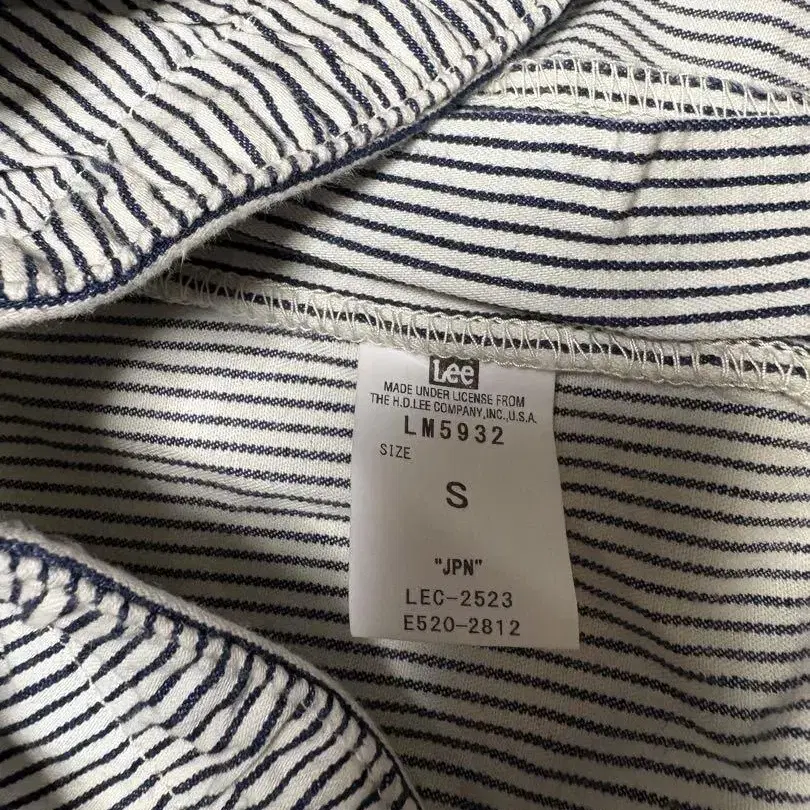 Lee
MADE UNDER LICENSE FROM
THE H.D.LEE COMPANY,INC.,U.S.A.
LM5932
SIZE
S
"JPN"
LEC-2523
E520-2812